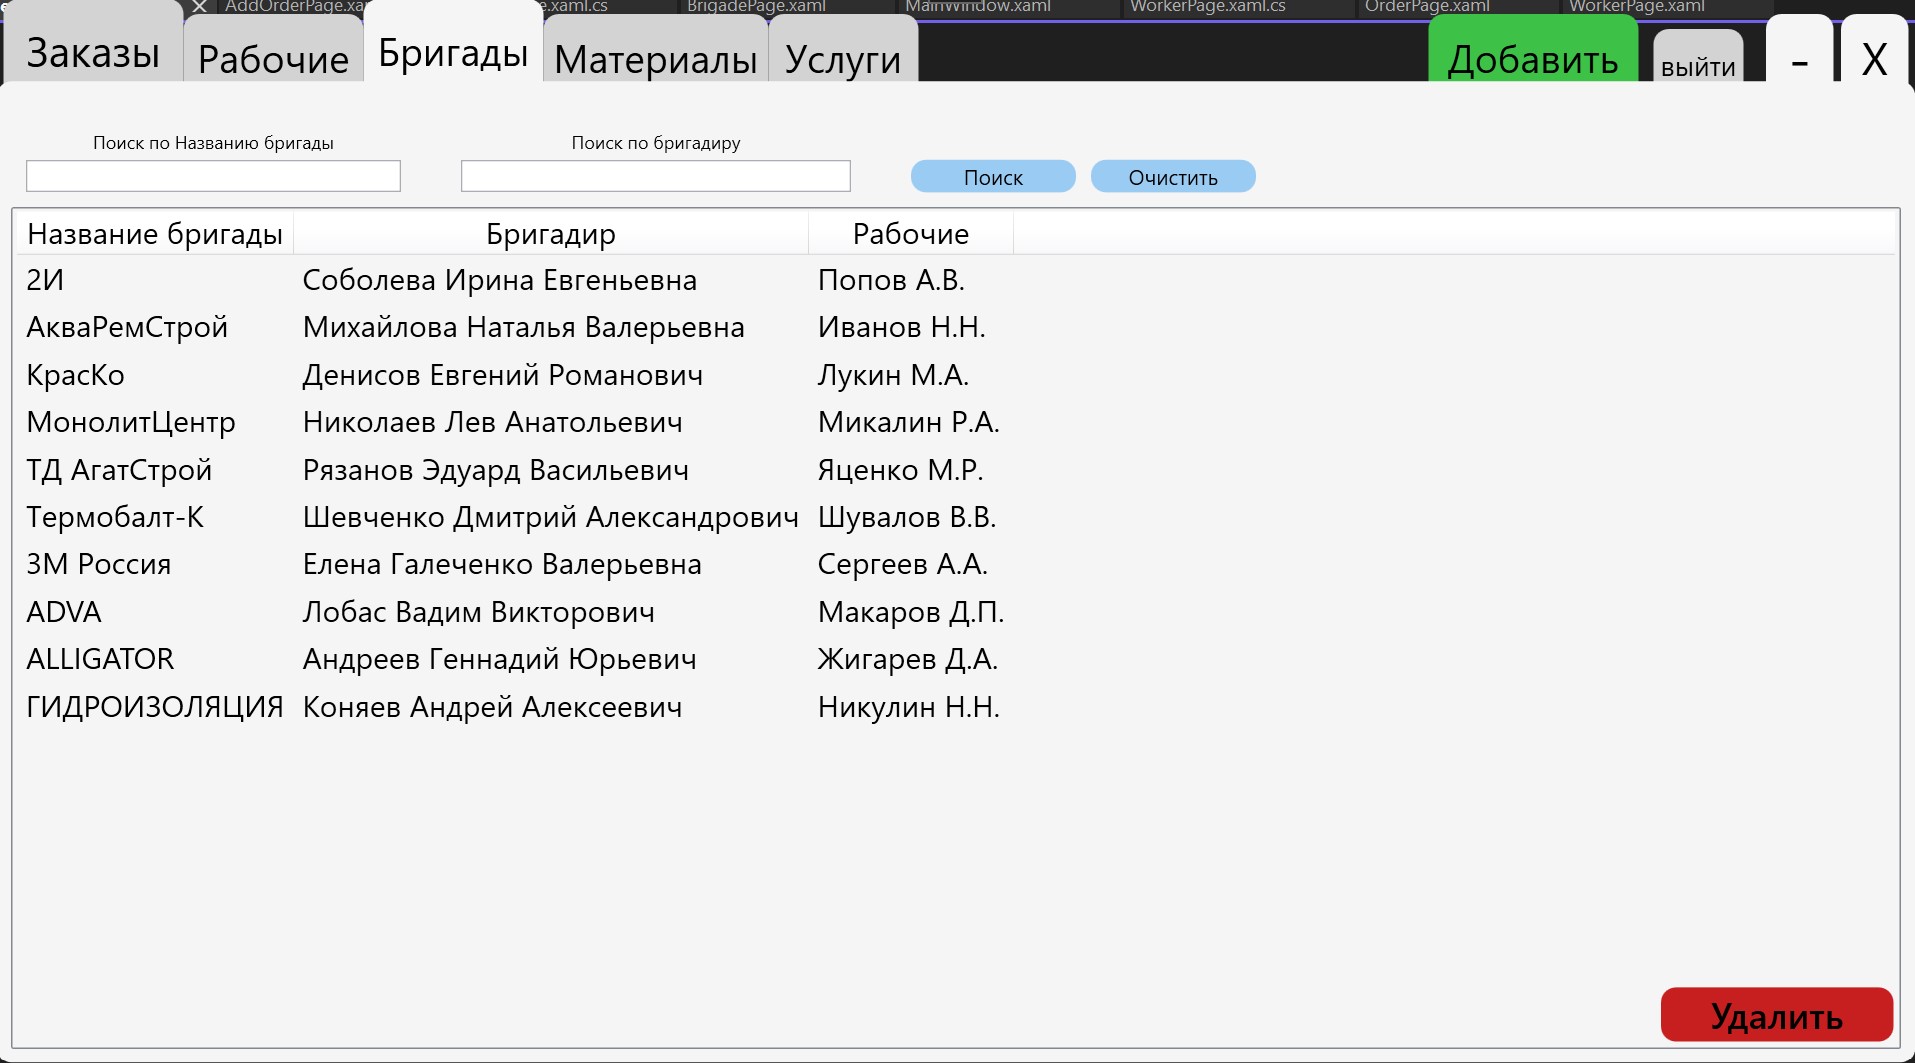 AddOrderPage.xa
e.xaml.cs
BrigadePage.xaml
MainWindow.xaml
WorkerPage.xaml.cs
OrderPage.xaml
WorkerPage.xaml
Заказы
Рабочие
Бригады
Материалы
Услуги
Добавить
выйти
-
X
Поиск по Названию бригады
Поиск по бригадиру
Поиск
Очистить
Название бригады Бригадир Рабочие
2И Соболева Ирина Евгеньевна Попов А.В.
АкваРемСтрой Михайлова Наталья Валерьевна Иванов Н.Н.
КрасКо Денисов Евгений Романович Лукин М.А.
МонолитЦентр Николаев Лев Анатольевич Микалин Р.А.
ТД АгатСтрой Рязанов Эдуард Васильевич Яценко М.Р.
Термобалт-К Шевченко Дмитрий Александрович Шувалов В.В.
3М Россия Елена Галеченко Валерьевна Сергеев А.А.
ADVA Лобас Вадим Викторович Макаров Д.П.
ALLIGATOR Андреев Геннадий Юрьевич Жигарев Д.А.
ГИДРОИЗОЛЯЦИЯ Коняев Андрей Алексеевич Никулин Н.Н.
Удалить